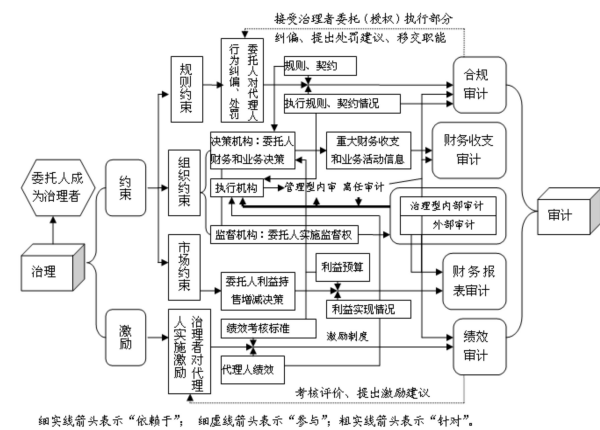 接受治理者委托(授权)执行部分
纠偏、提出处罚建议、移交职能
规则约束
委托人对代理人
行为纠偏、处罚
规则、契约
执行规则、契约情况
合规
审计
委托人成
为治理者
约束
组织约束
决策机构：委托人
财务和业务决策
重大财务收支
和业务活动信息
财务收支
审计
执行机构
管理型内审 离任审计
治理型内部审计
外部审计
监督机构：委托人实施监督权
审计
治理
市场约束
委托人利益持
售增减决策
利益预算
利益实现情况
财务报
表审计
激励
治理者对代理
人实施激励
绩效考核标准
激励制度
代理人绩效
绩效
审计
考核评价、提出激励建议
细实线箭头表示“依赖于”； 细虚线箭头表示“参与”；粗实线箭头表示“针对”。